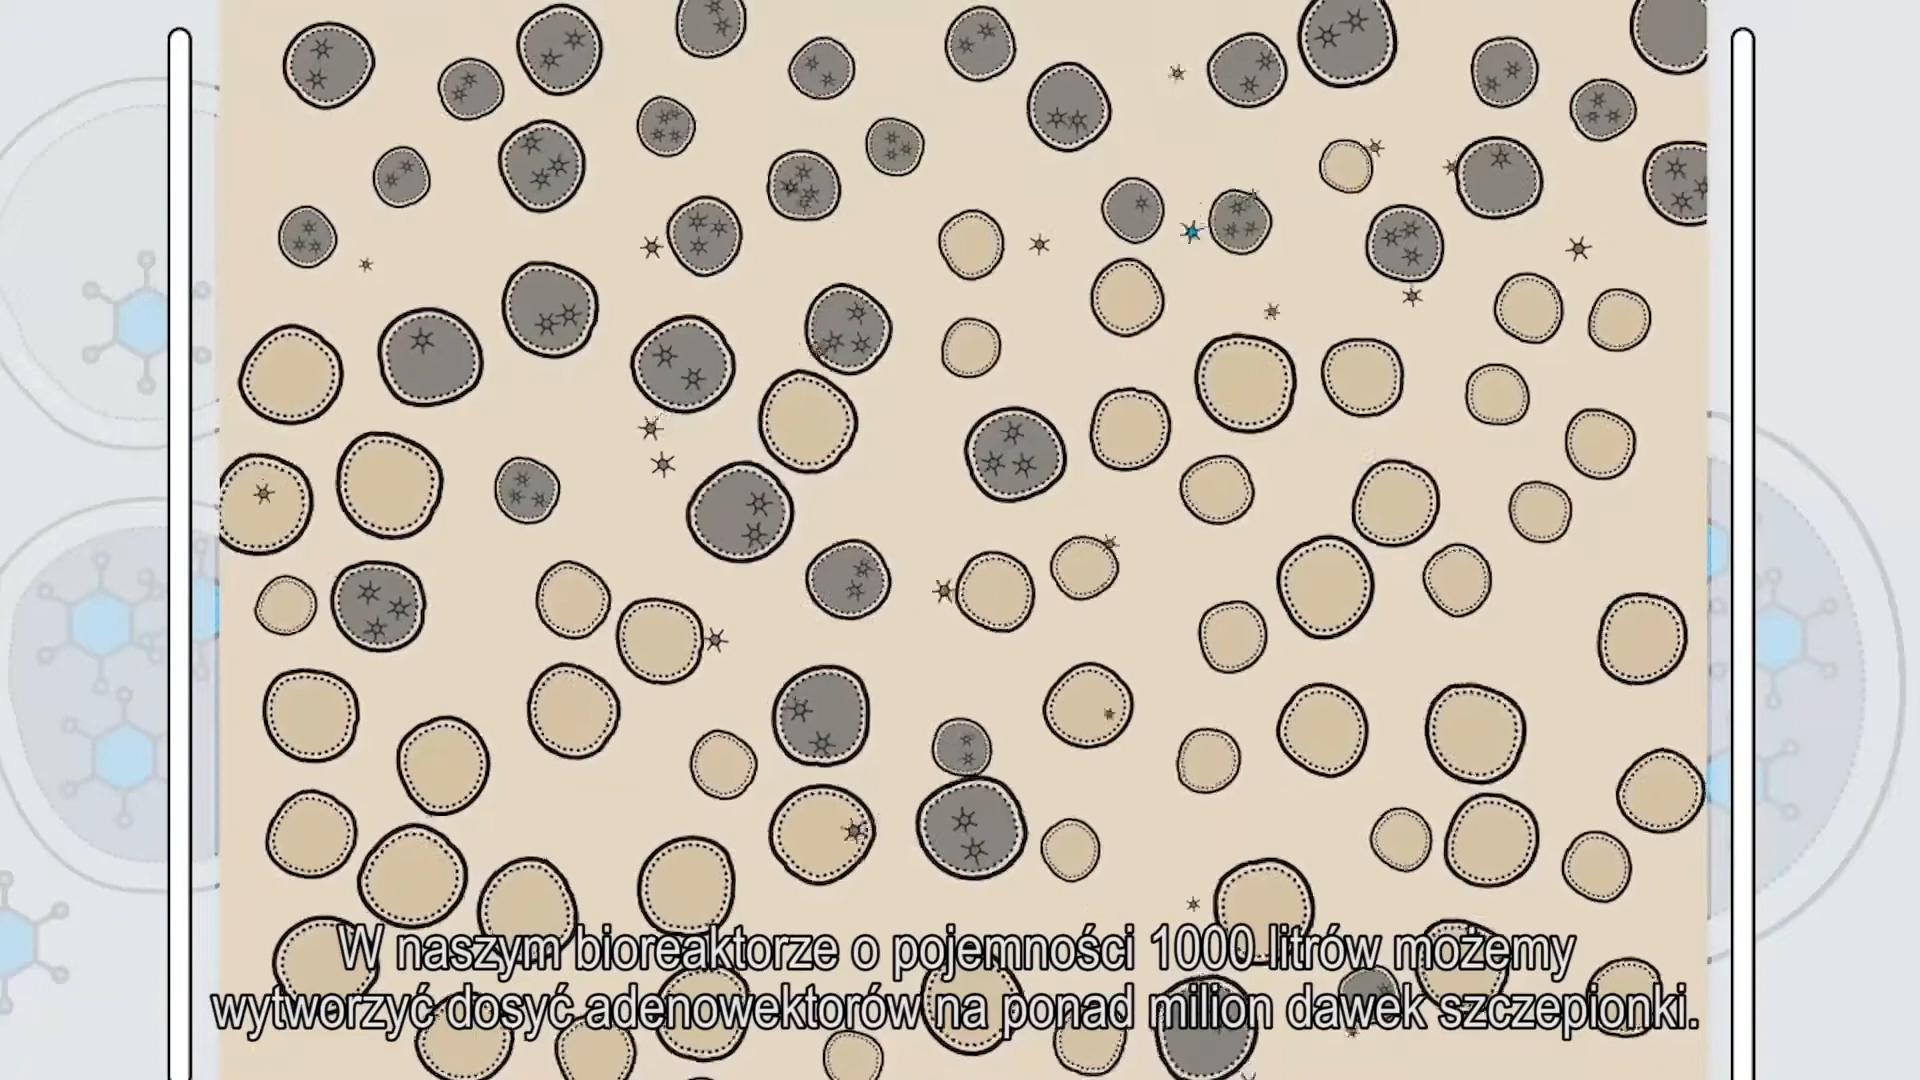 W naszym bioreaktorze o pojemności 1000 litrów możemy
wytworzyć dosyć adenowektorów na ponad milion dawek szczepionki.